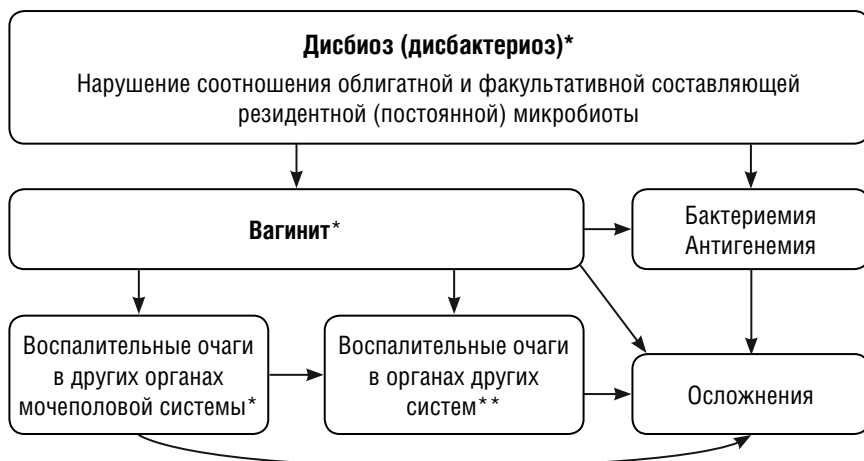 Дисбиоз (дисбактериоз)*
Нарушение соотношения облигатной и факультативной составляющей
резидентной (постоянной) микробиоты
Вагинит*
Бактериемия
Антигенемия
Воспалительные очаги
в других органах
мочеполовой системы*
Воспалительные очаги
в органах других
систем**
Осложнения